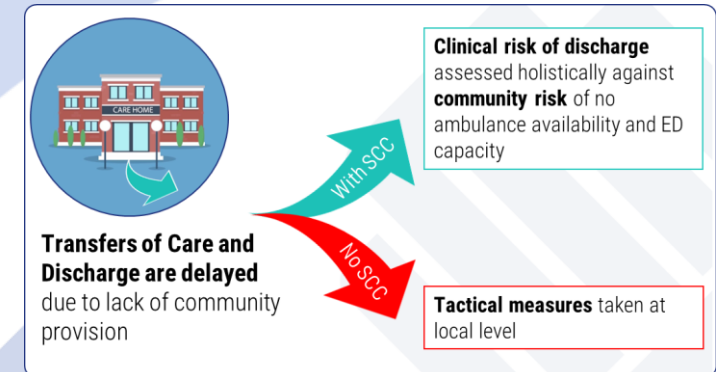 CARE HOME
Transfers of Care and
Discharge are delayed
due to lack of community
provision
With SCC
No SCC
Clinical risk of discharge
assessed holistically against
community risk of no
ambulance availability and ED
capacity
Tactical measures taken at
local level